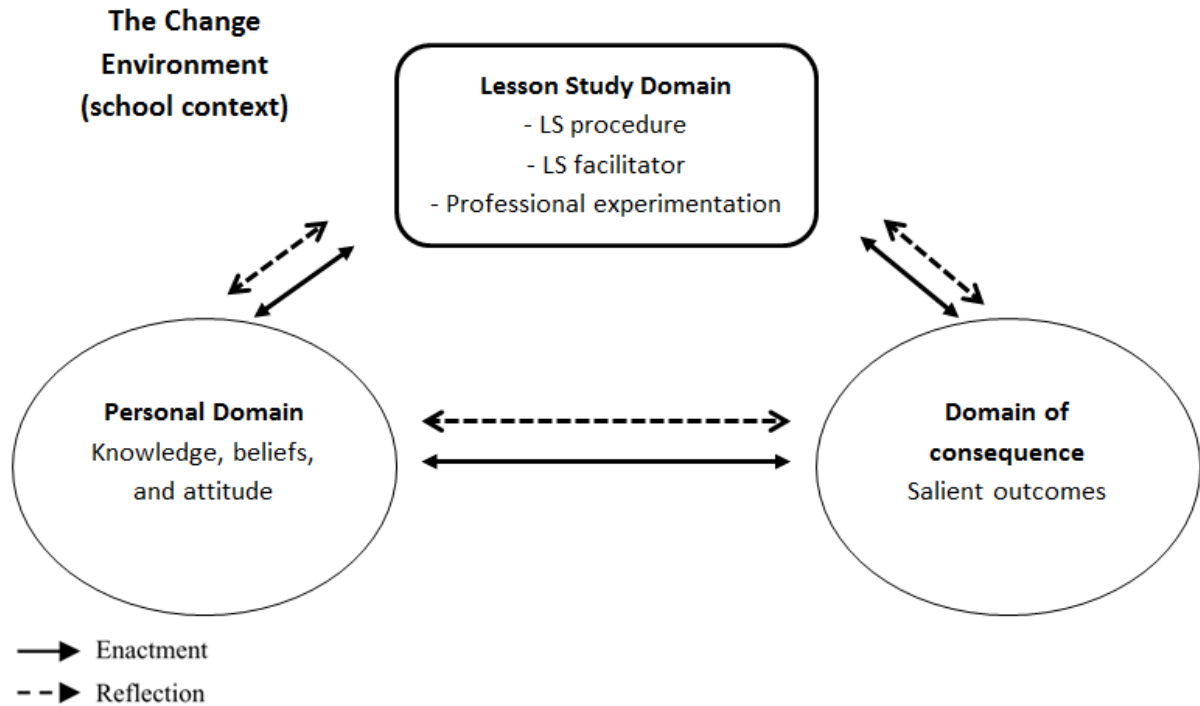 The Change
Environment
(school context)
Lesson Study Domain
- LS procedure
- LS facilitator
- Professional experimentation
Personal Domain
Knowledge, beliefs,
and attitude
Domain of
consequence
Salient outcomes
Enactment
Reflection